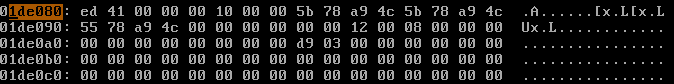 01de080: ed 41 00 00 00 10 00 00 5b 78 a9 4c 5b 78 a9 4c  .A......[x.L[x.L
01de090: 55 78 a9 4c 00 00 00 00 00 00 12 00 08 00 00 00  Ux.L............
01de0a0: 00 00 00 00 00 00 00 00 d9 03 00 00 00 00 00 00  ................
01de0b0: 00 00 00 00 00 00 00 00 00 00 00 00 00 00 00 00  ................
01de0c0: 00 00 00 00 00 00 00 00 00 00 00 00 00 00 00 00  ................